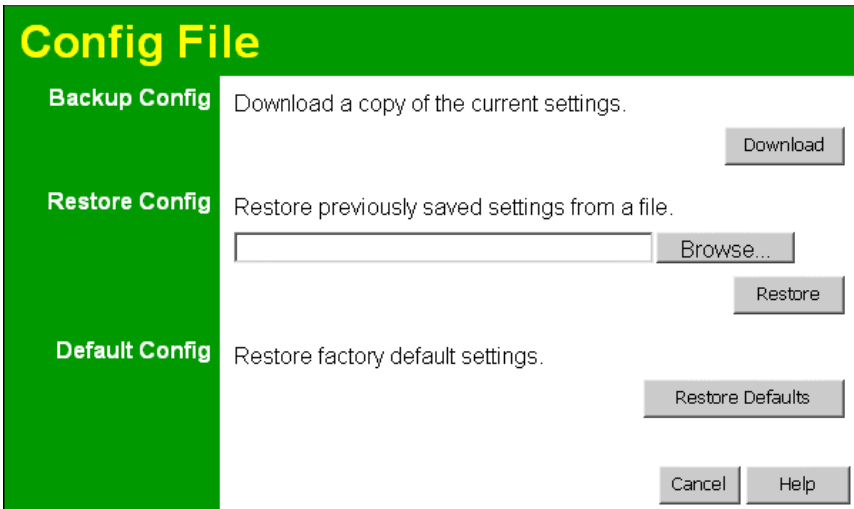 Config File
Backup Config
Download a copy of the current settings.
Download
Restore Config
Restore previously saved settings from a file.
Browse...
Restore
Default Config
Restore factory default settings.
Restore Defaults
Cancel
Help